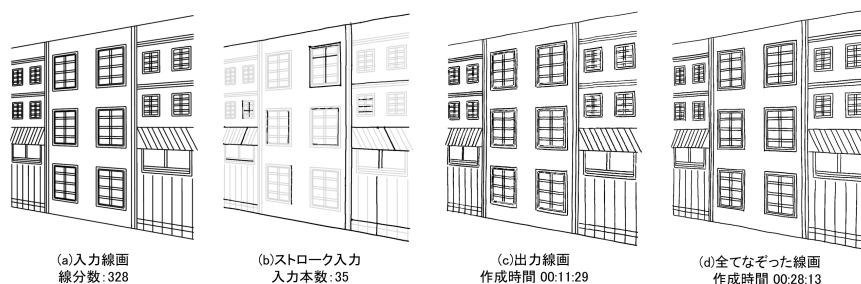 (a)入力線画
線分数:328
(b)ストローク入力
入力本数:35
(c)出力線画
作成時間 00:11:29
(d)全てなぞった線画
作成時間 00:28:13